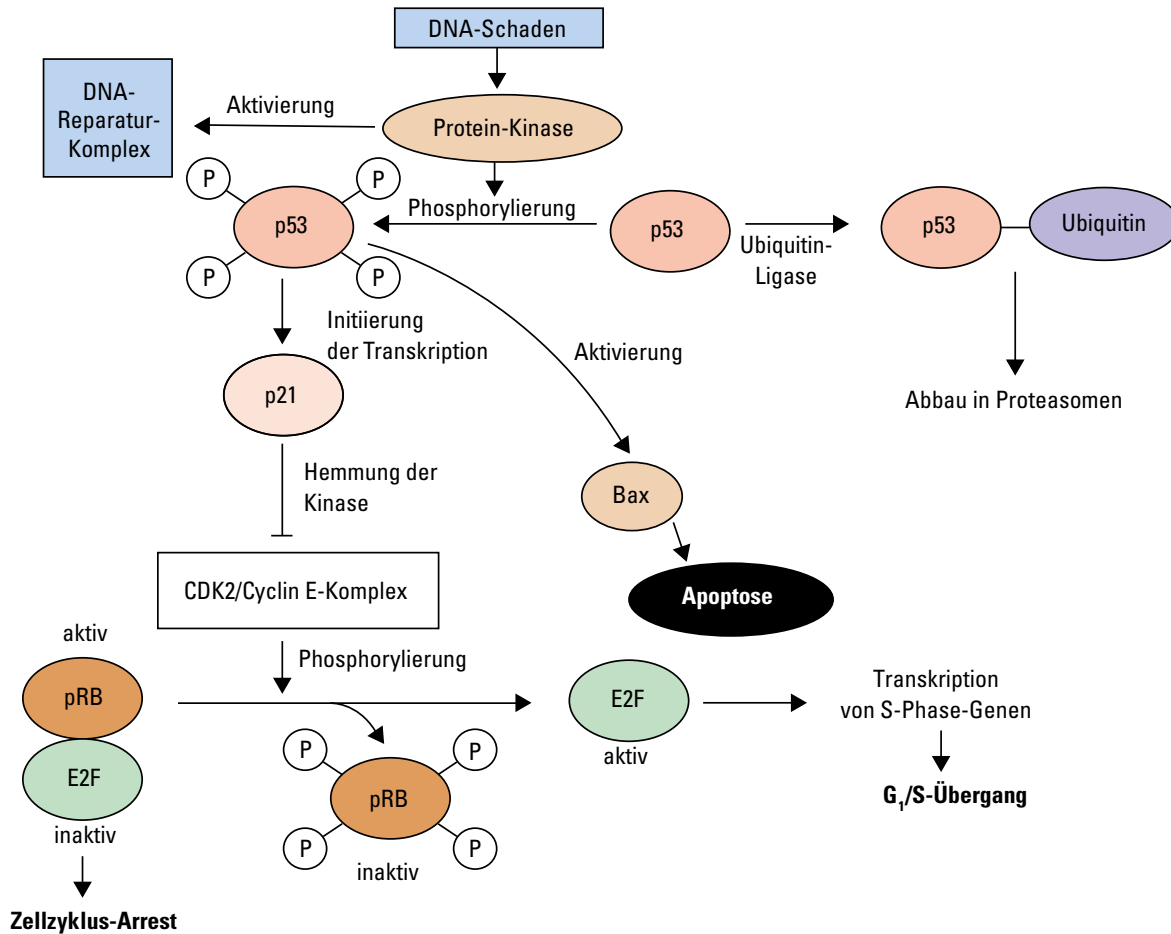 DNA-Schaden
DNA-
Reparatur-
Komplex
Aktivierung
Protein-Kinase
P
P
p53
P
P
Phosphorylierung
p53
Ubiquitin-
Ligase
p53
Ubiquitin
Initiierung
der Transkription
Aktivierung
Abbau in Proteasomen
p21
Hemmung der
Kinase
Bax
Apoptose
CDK2/Cyclin E-Komplex
Phosphorylierung
aktiv
pRB
E2F
inaktiv
Zellzyklus-Arrest
P
P
pRB
P
P
inaktiv
E2F
aktiv
Transkription
von S-Phase-Genen
G₁/S-Übergang